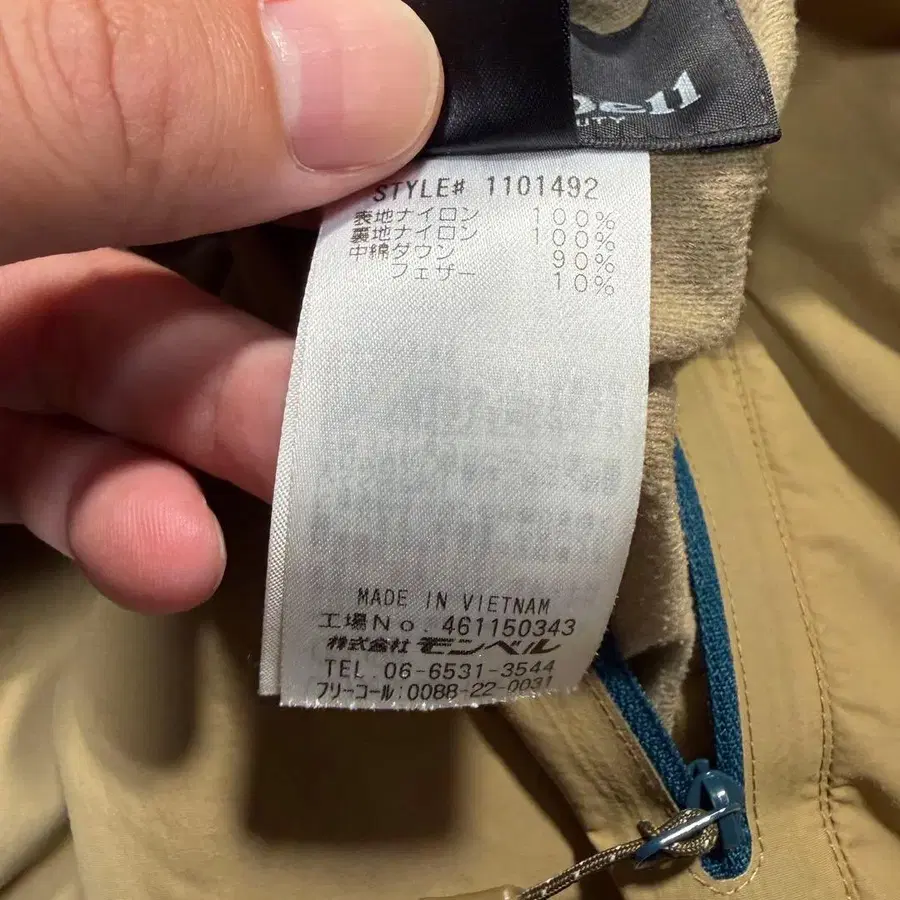 bell
UTY
STYLE# 1101492
表地ナイロン 100%
裏地ナイロン 100%
中綿ダウン 90%
フェザー 10%
MADE IN VIETNAM
工場No. 461150343
株式会社 モンベル
TEL. 06-6531-3544
フリーコール:0088-22-0031